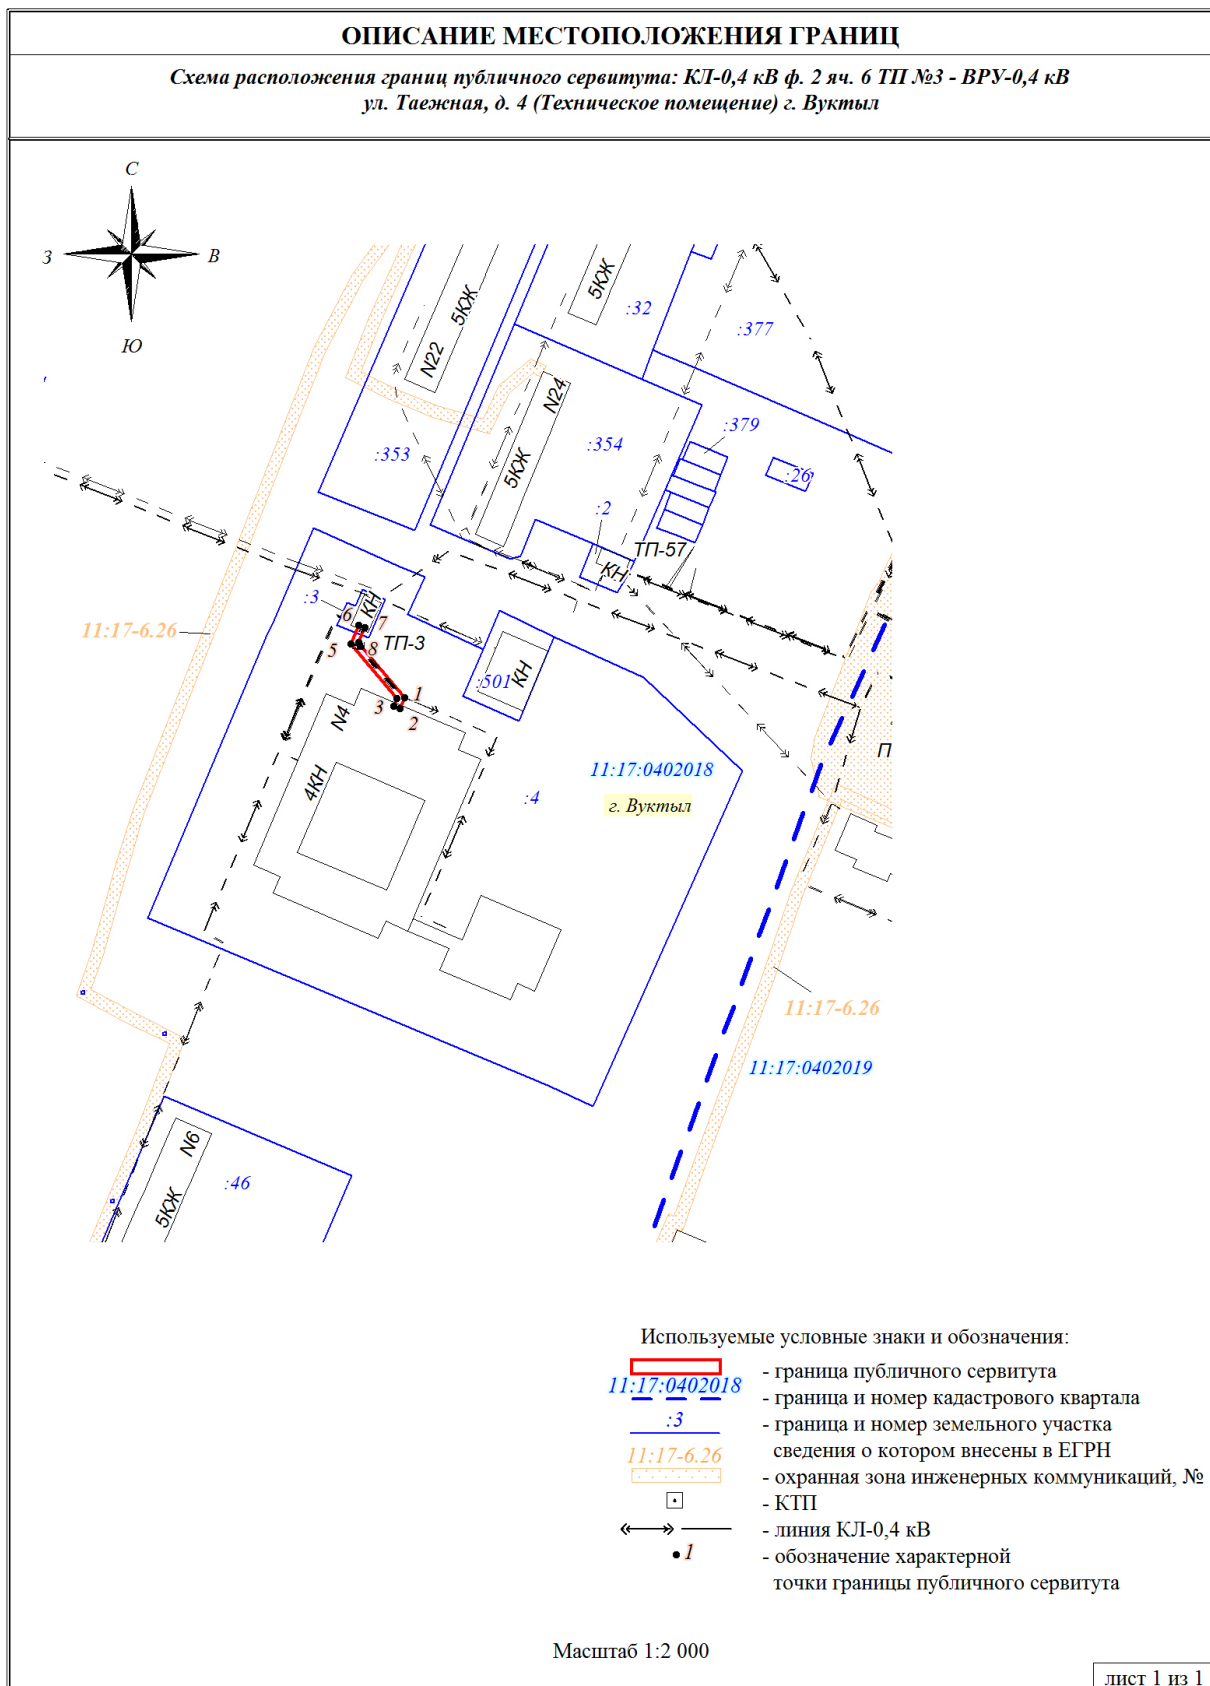 ОПИСАНИЕ МЕСТОПОЛОЖЕНИЯ ГРАНИЦ
Схема расположения границ публичного сервитута: КЛ-0,4 кВ ф. 2 яч. 6 ТП №3 - ВРУ-0,4 кВ
ул. Таежная, д. 4 (Техническое помещение) г. Вуктыл
С
З
В
Ю
5КЖ
5КЖ
:32
:377
N22
N24
:379
:353
:354
5КЖ
:26
:2
ТП-57
КН
:3
КН
6
7
11:17-6.26
5
8
ТП-3
:501
КН
1
3
2
N4
П
11:17:0402018
4КН
:4
г. Вуктыл
11:17-6.26
11:17:0402019
N6
:46
5КЖ
Используемые условные знаки и обозначения:
- граница публичного сервитута
11:17:0402018
- граница и номер кадастрового квартала
:3
- граница и номер земельного участка
сведения о котором внесены в ЕГРН
11:17-6.26
- охранная зона инженерных коммуникаций, №
- КТП
- линия КЛ-0,4 кВ
1
- обозначение характерной
точки границы публичного сервитута
Масштаб 1:2 000
лист 1 из 1